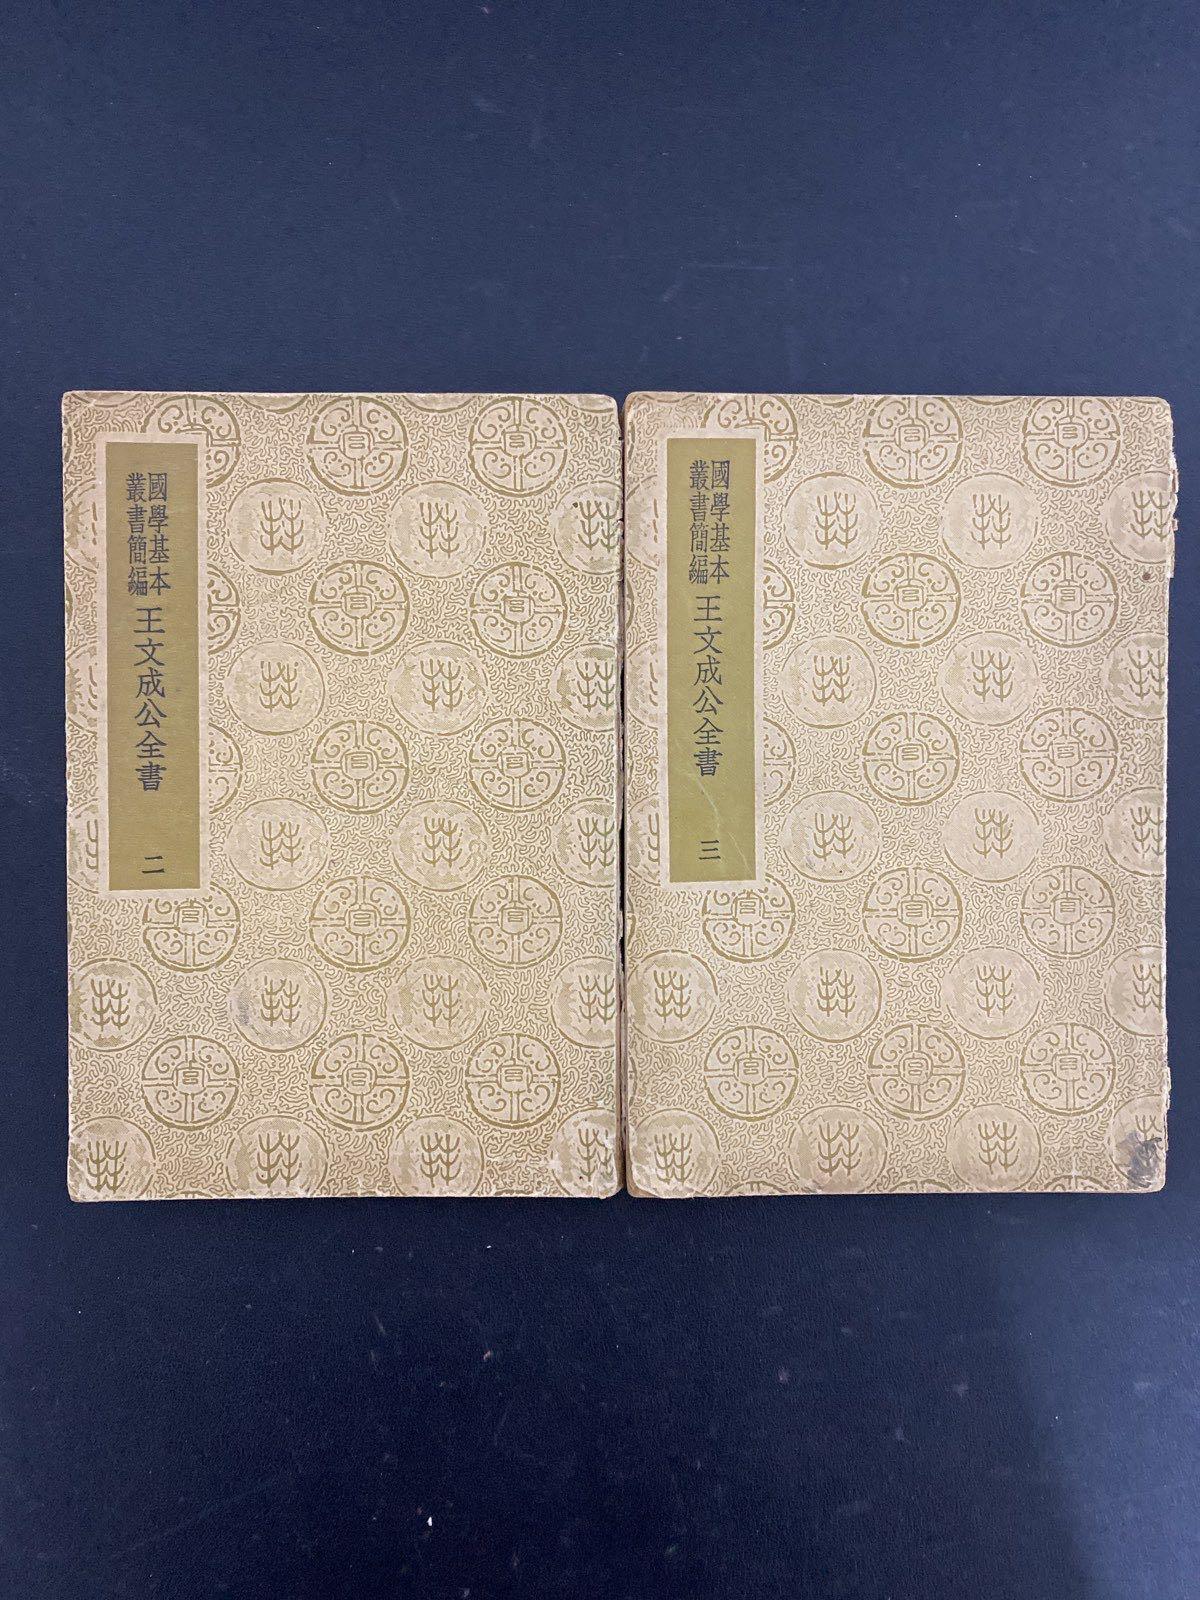 國學基本
叢書簡編
王文成公全書
二
國學基本
叢書簡編
王文成公全書
三